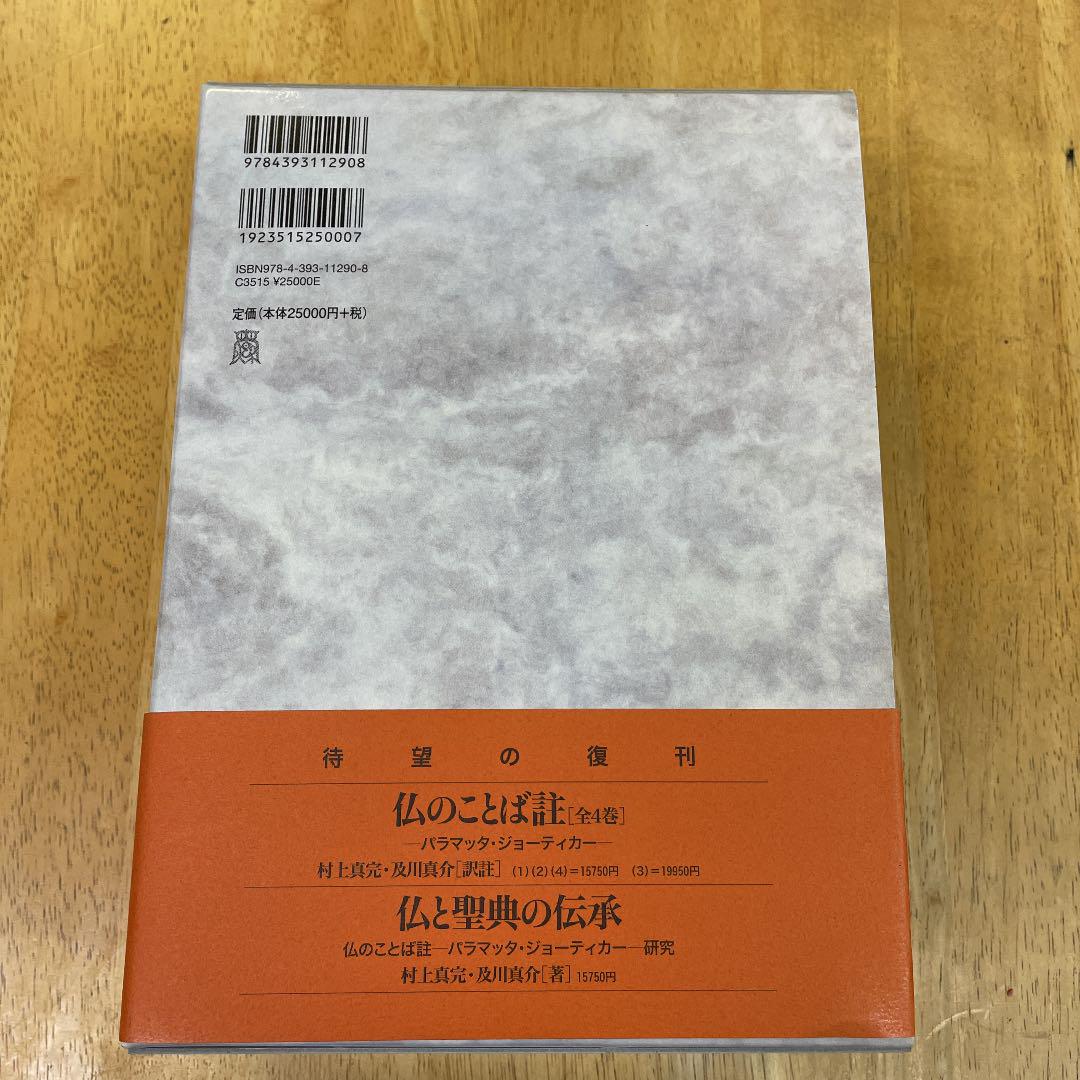 9784393112908
1923515250007
ISBN978-4-393-11290-8
C3515 ¥25000E
定価(本体25000円+税)
待望の復刊
仏のことば註[全4巻]
―パラマッタ・ジョーティカー―
村上真完・及川真介[訳註] (1)(2)(4)=15750円 (3)=19950円
仏と聖典の伝承
仏のことば註―パラマッタ・ジョーティカー―研究
村上真完・及川真介[著] 15750円